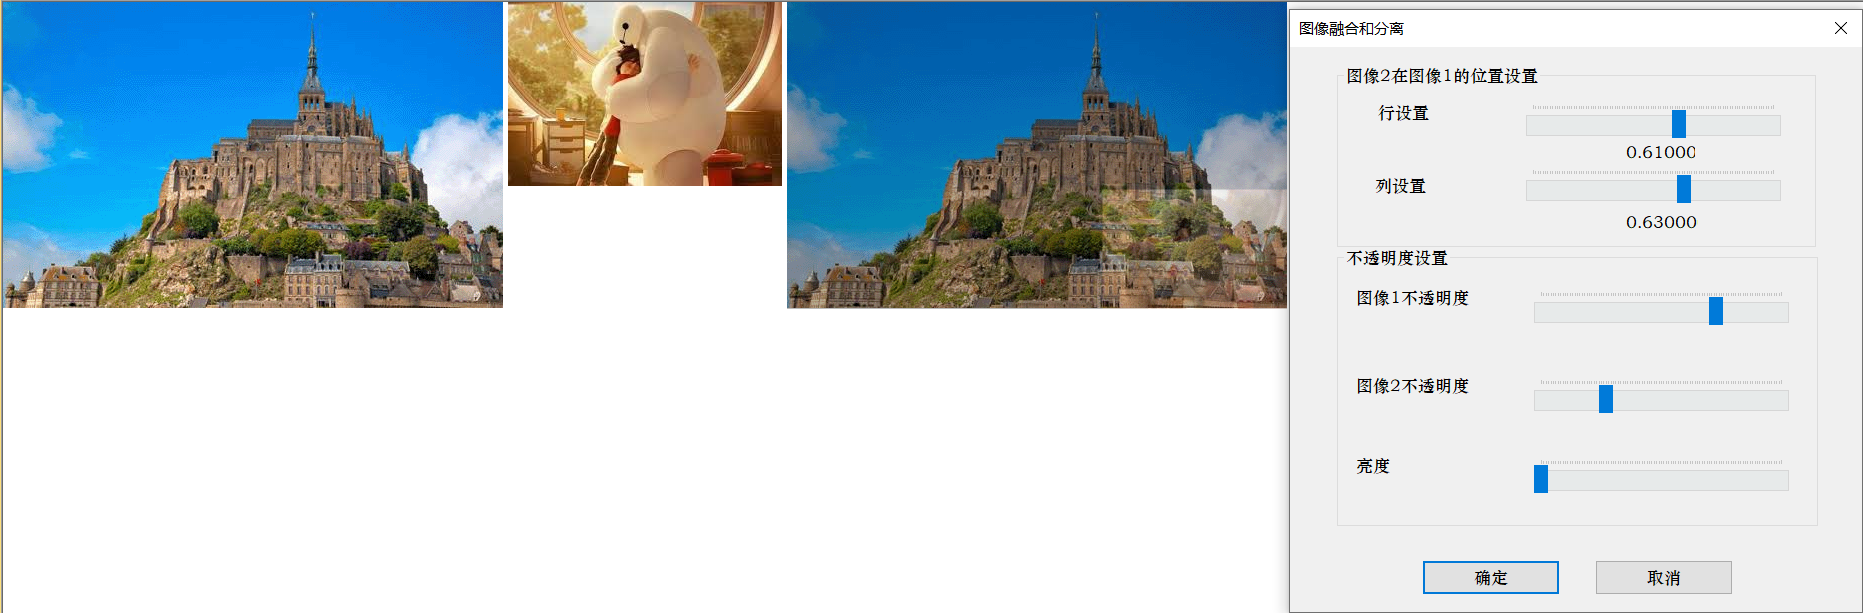 图像融合和分离
图像2在图像1的位置设置
行设置
0.61000
列设置
0.63000
不透明度设置
图像1不透明度
图像2不透明度
亮度
确定
取消